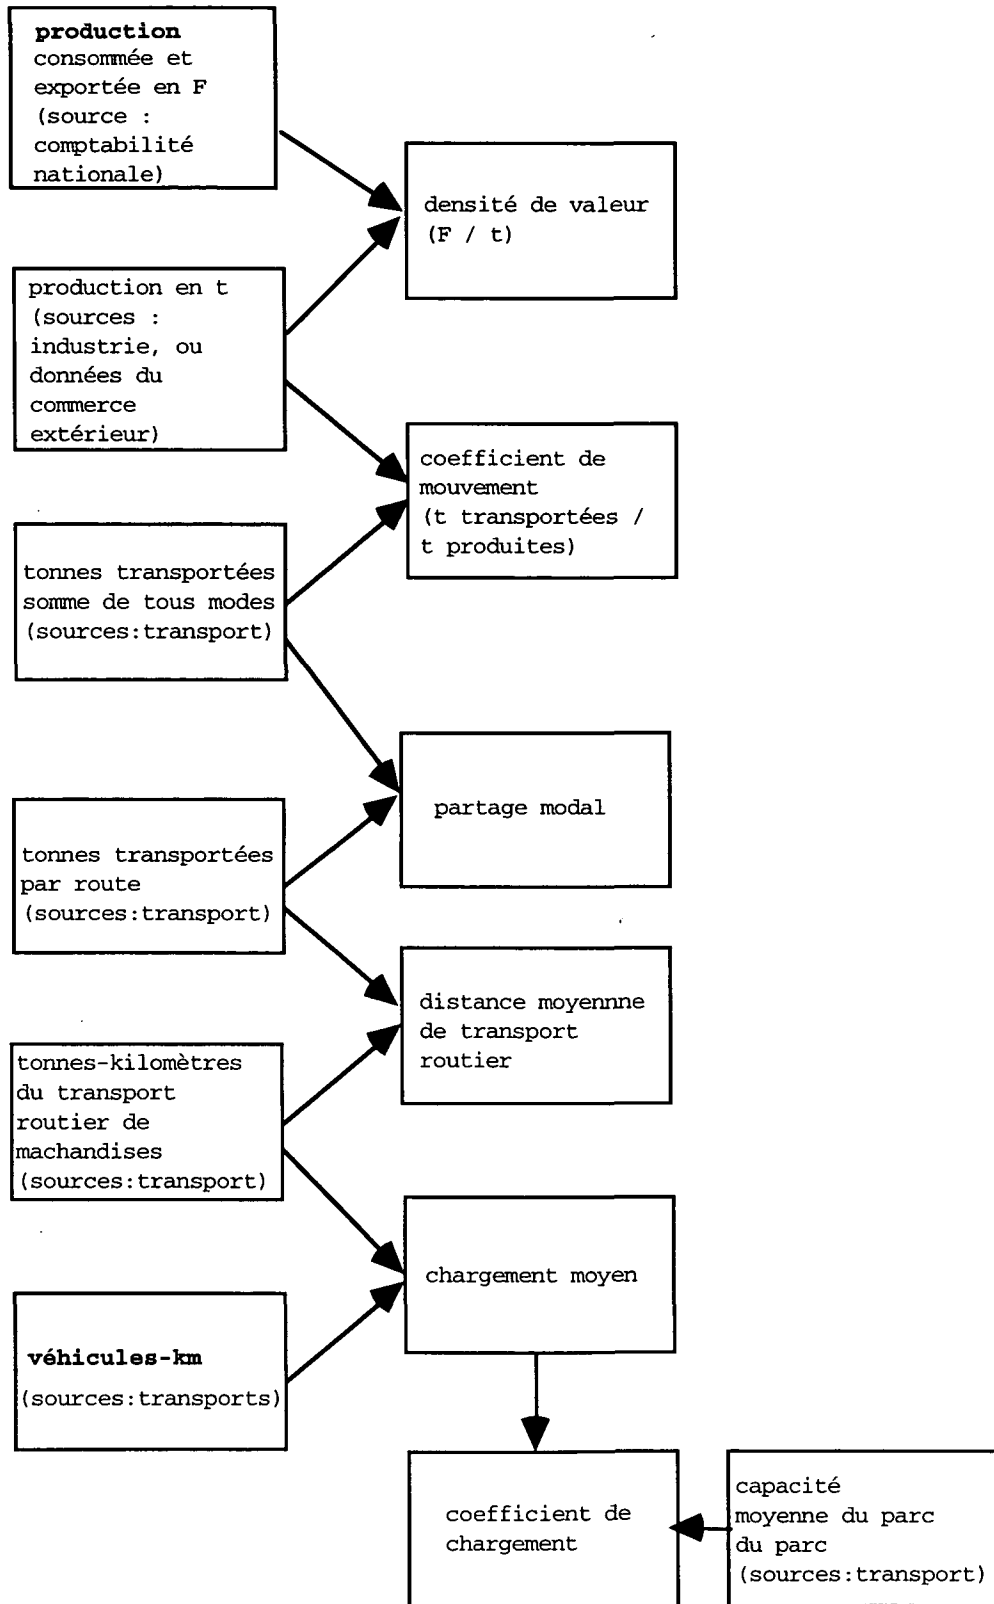 production
consommée et
exportée en F
(source :
comptabilité
nationale)
densité de valeur
(F / t)
production en t
(sources :
industrie, ou
données du
commerce
extérieur)
coefficient de
mouvement
(t transportées /
t produites)
tonnes transportées
somme de tous modes
(sources:transport)
partage modal
tonnes transportées
par route
(sources:transport)
distance moyennne
de transport
routier
tonnes-kilomètres
du transport
routier de
machandises
(sources:transport)
chargement moyen
véhicules-km
(sources:transports)
coefficient de
chargement
capacité
moyenne du parc
du parc
(sources:transport)